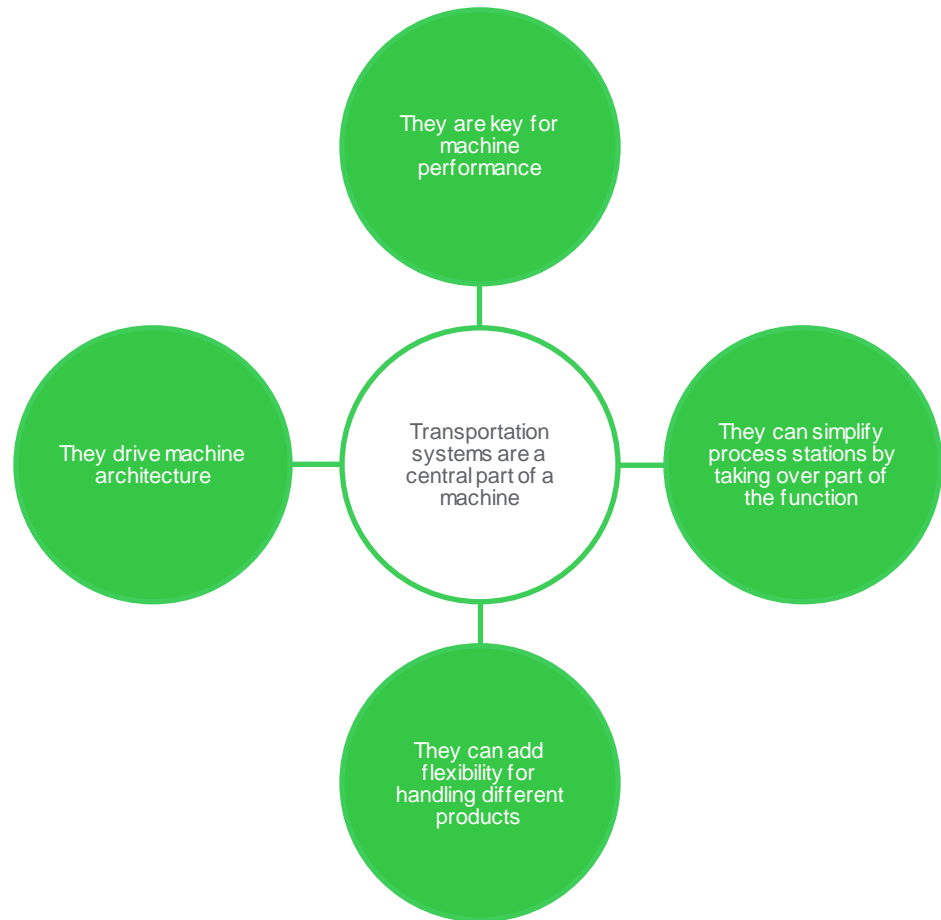 They are key for
machine
performance
They drive machine
architecture
Transportation
systems are a
central part of a
machine
They can simplify
process stations by
taking over part of
the function
They can add
flexibility for
handling different
products